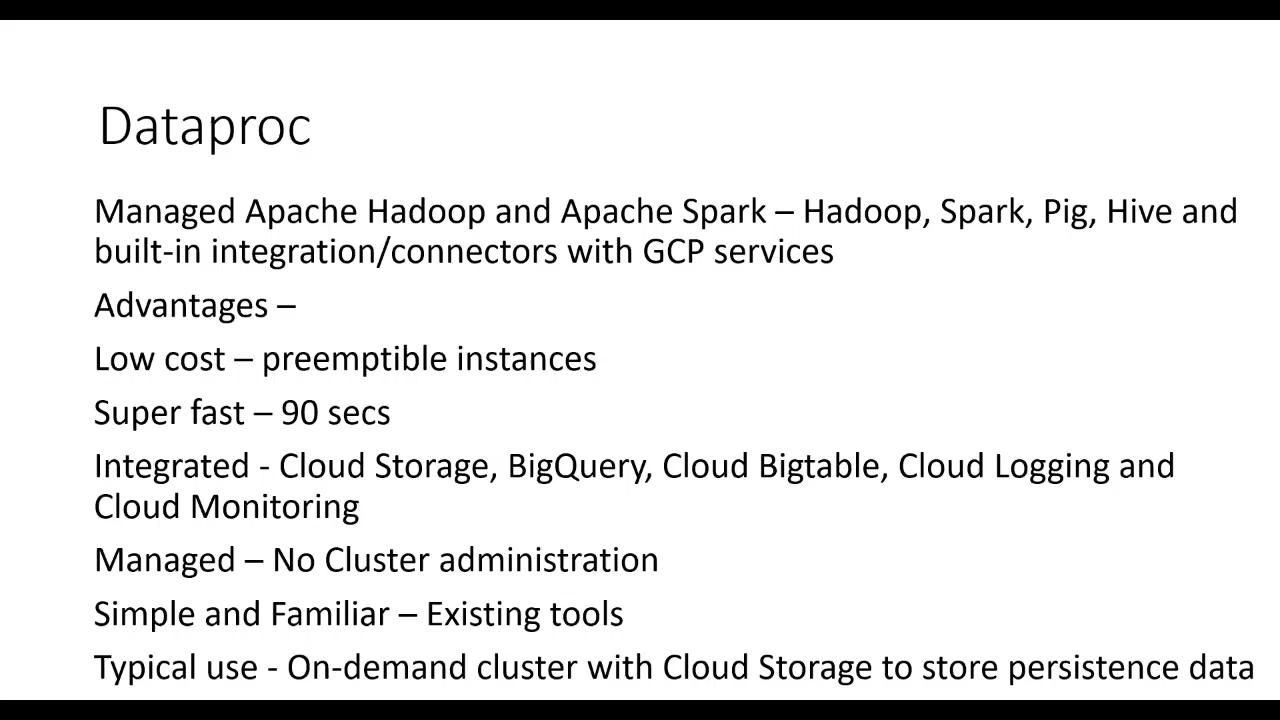 Dataproc
Managed Apache Hadoop and Apache Spark – Hadoop, Spark, Pig, Hive and
built-in integration/connectors with GCP services
Advantages –
Low cost – preemptible instances
Super fast – 90 secs
Integrated - Cloud Storage, BigQuery, Cloud Bigtable, Cloud Logging and
Cloud Monitoring
Managed – No Cluster administration
Simple and Familiar – Existing tools
Typical use - On-demand cluster with Cloud Storage to store persistence data